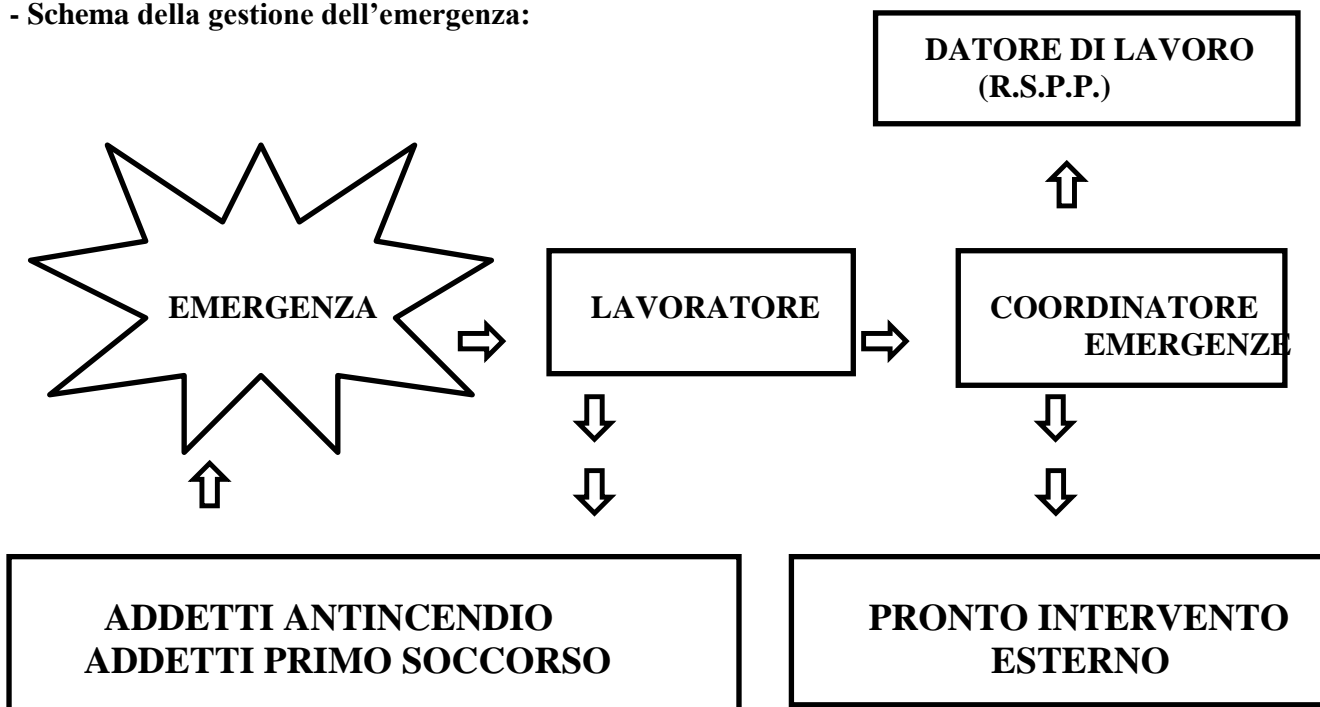 - Schema della gestione dell’emergenza:
DATORE DI LAVORO
(R.S.P.P.)
EMERGENZA
LAVORATORE
COORDINATORE
EMERGENZE
ADDETTI ANTINCENDIO
ADDETTI PRIMO SOCCORSO
PRONTO INTERVENTO
ESTERNO